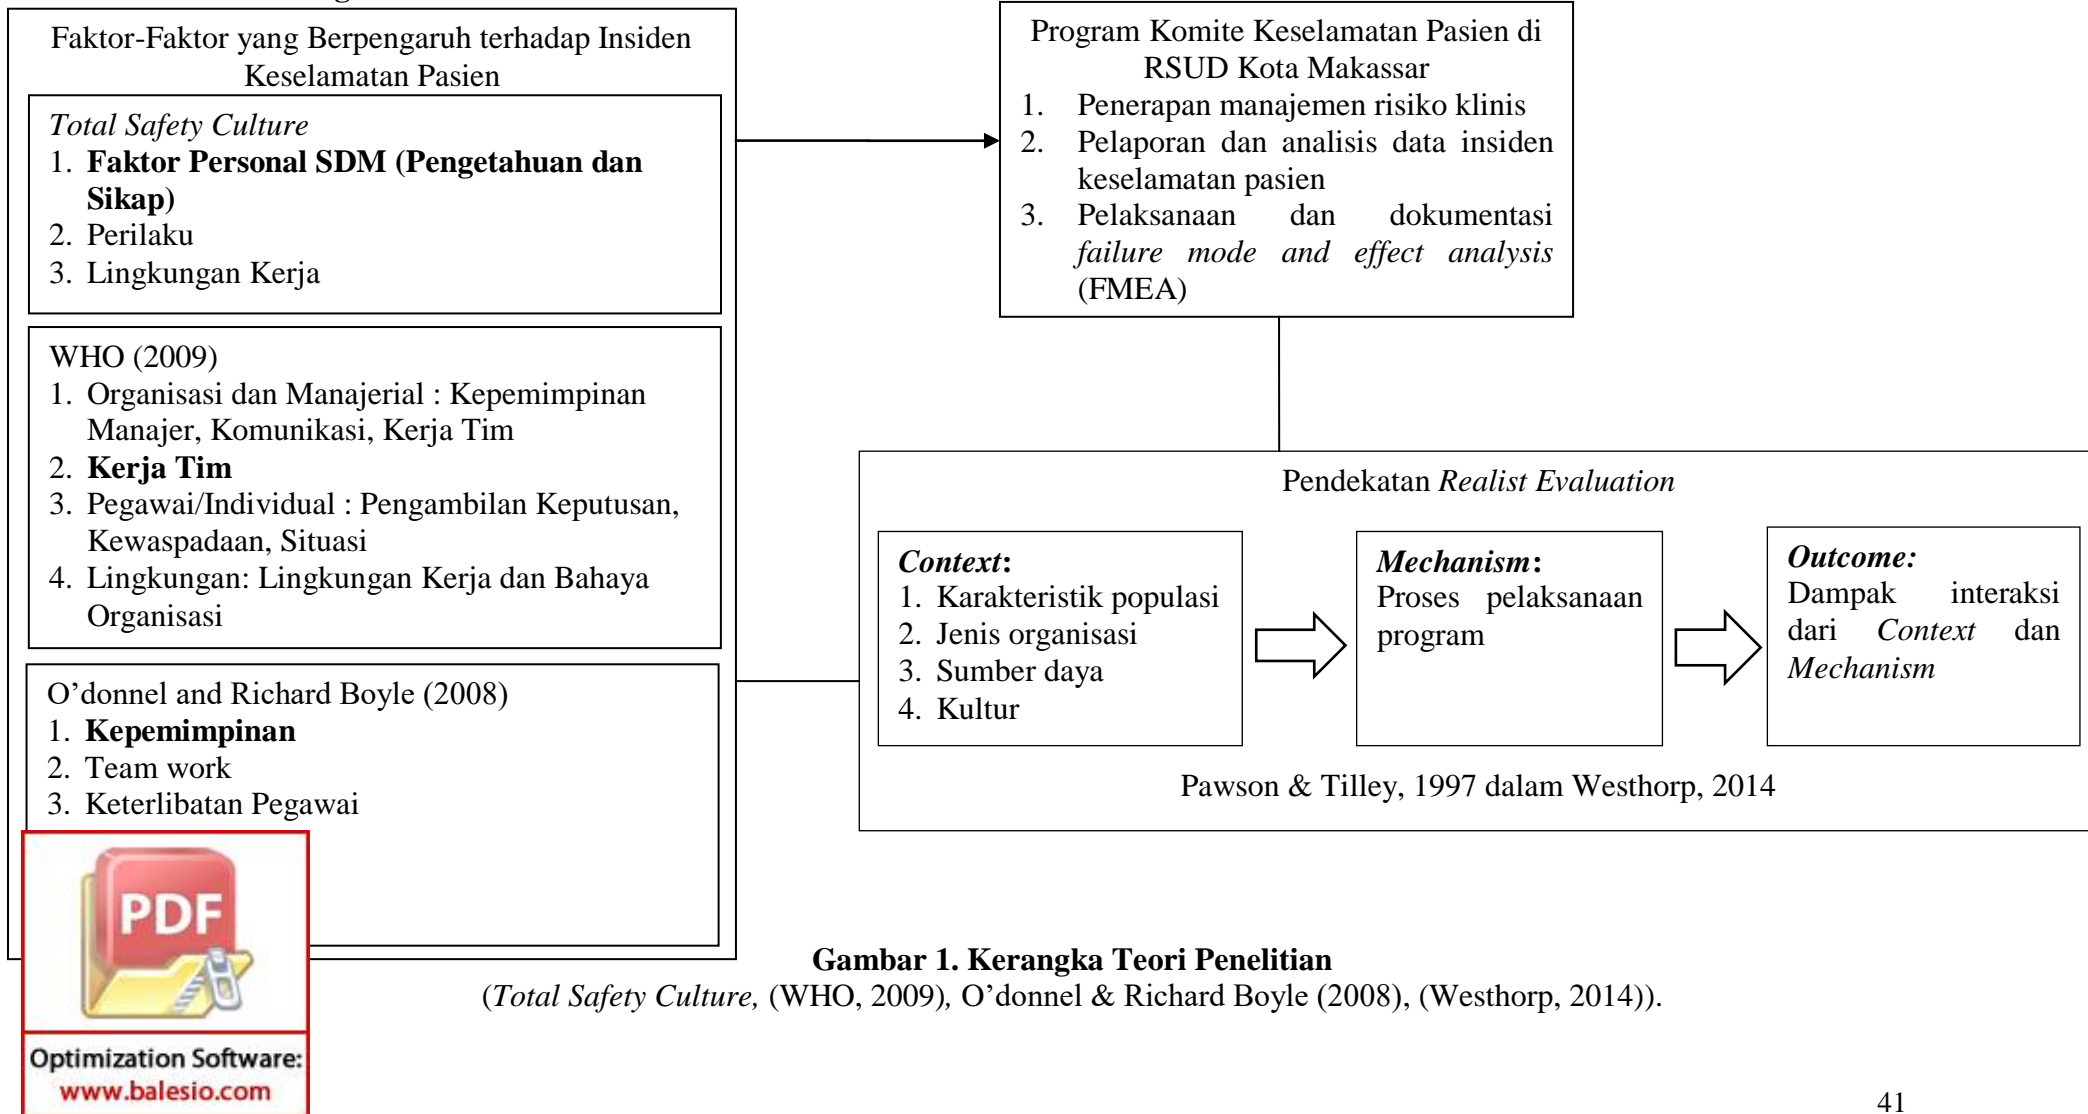 Faktor-Faktor yang Berpengaruh terhadap Insiden
Keselamatan Pasien
Total Safety Culture
1. Faktor Personal SDM (Pengetahuan dan
Sikap)
2. Perilaku
3. Lingkungan Kerja
WHO (2009)
1. Organisasi dan Manajerial : Kepemimpinan
Manajer, Komunikasi, Kerja Tim
2. Kerja Tim
3. Pegawai/Individual : Pengambilan Keputusan,
Kewaspadaan, Situasi
4. Lingkungan: Lingkungan Kerja dan Bahaya
Organisasi
O’donnel and Richard Boyle (2008)
1. Kepemimpinan
2. Team work
3. Keterlibatan Pegawai
Program Komite Keselamatan Pasien di
RSUD Kota Makassar
1. Penerapan manajemen risiko klinis
2. Pelaporan dan analisis data insiden
keselamatan pasien
3. Pelaksanaan dan dokumentasi
failure mode and effect analysis
(FMEA)
Pendekatan Realist Evaluation
Context:
1. Karakteristik populasi
2. Jenis organisasi
3. Sumber daya
4. Kultur
Mechanism:
Proses pelaksanaan
program
Outcome:
Dampak interaksi
dari Context dan
Mechanism
Pawson & Tilley, 1997 dalam Westhorp, 2014
Gambar 1. Kerangka Teori Penelitian
(Total Safety Culture, (WHO, 2009), O’donnel & Richard Boyle (2008), (Westhorp, 2014)).
PDF
Optimization Software:
www.balesio.com
41